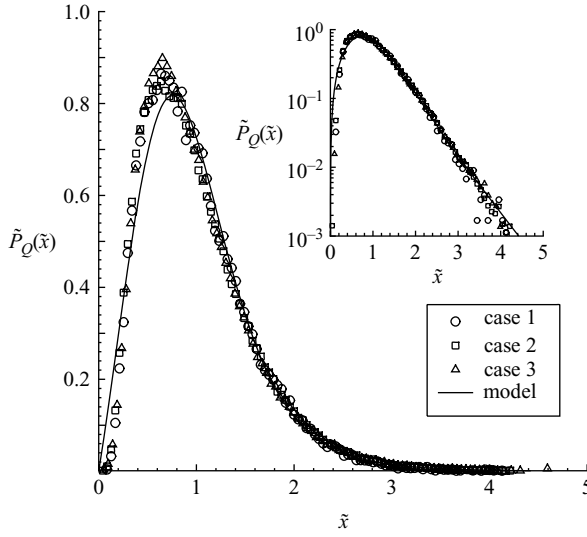 1.0
0.8
0.6
0.4
0.2
P̃_Q(x̃)
0 1 2 3 4 5
x̃
10^0
10^−1
10^−2
10^−3
P̃_Q(x̃)
0 1 2 3 4 5
x̃
case 1
case 2
case 3
model